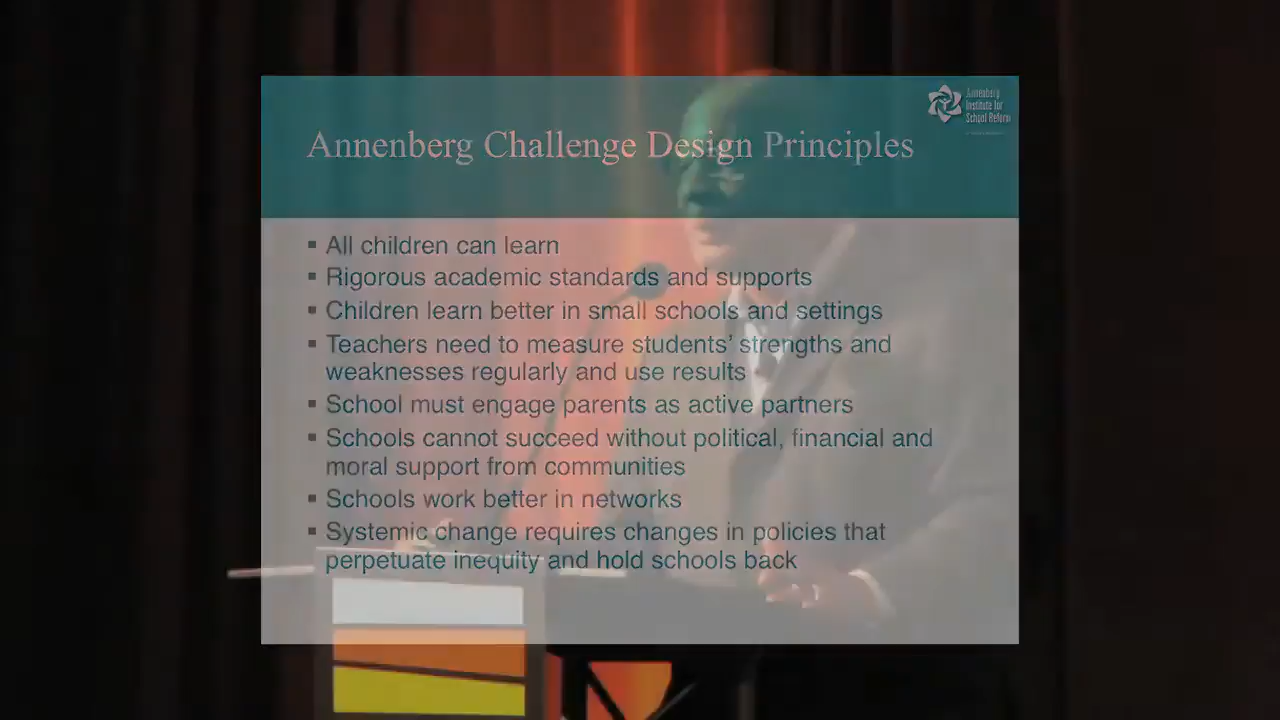 Annenberg
Institute for
School Reform
Annenberg Challenge Design Principles
▪ All children can learn
▪ Rigorous academic standards and supports
▪ Children learn better in small schools and settings
▪ Teachers need to measure students’ strengths and
weaknesses regularly and use results
▪ School must engage parents as active partners
▪ Schools cannot succeed without political, financial and
moral support from communities
▪ Schools work better in networks
▪ Systemic change requires changes in policies that
perpetuate inequity and hold schools back